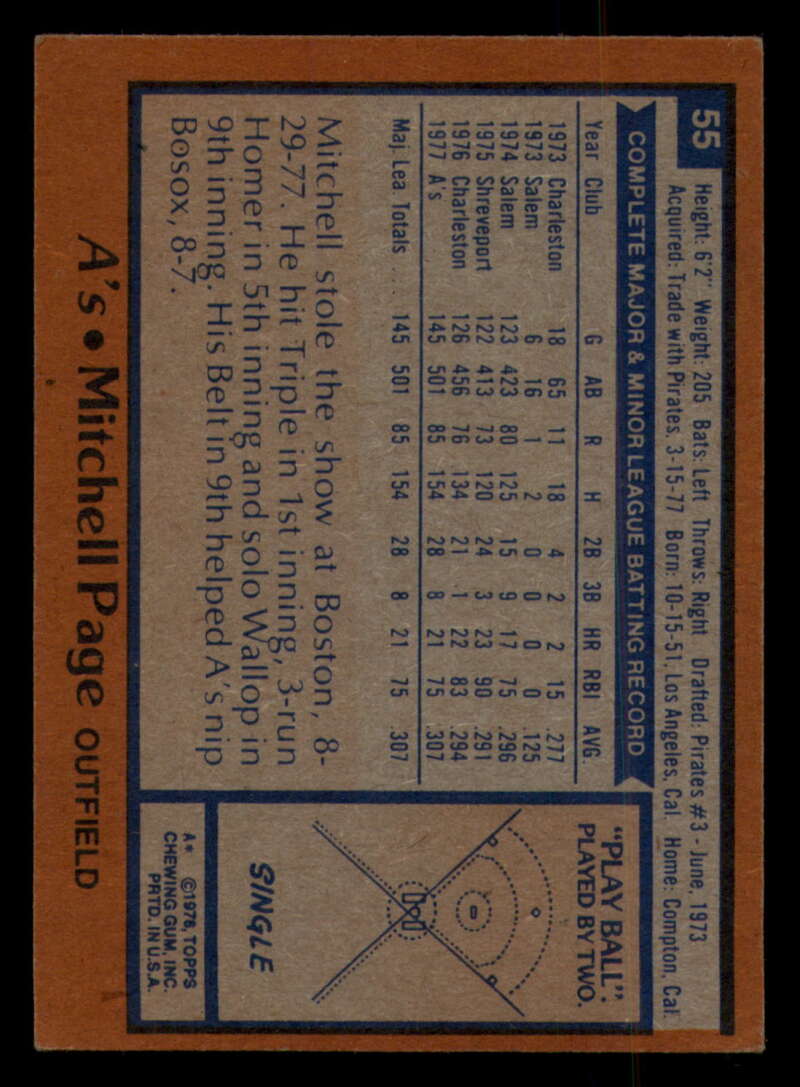 55
Height: 6'2" Weight: 205 Bats: Left Throws: Right Drafted: Pirates #3 - June, 1973
Acquired: Trade with Pirates, 3-15-77 Born: 10-15-51, Los Angeles, Cal. Home: Compton, Cal.
COMPLETE MAJOR & MINOR LEAGUE BATTING RECORD
Year Club G AB R H 2B 3B HR RBI AVG.
1973 Charleston 18 65 11 18 4 2 2 15 .277
1973 Salem 6 16 1 2 0 0 0 0 .125
1974 Salem 123 423 80 125 15 9 17 75 .296
1975 Shreveport 122 413 73 120 24 3 23 90 .291
1976 Charleston 126 456 76 134 21 1 22 83 .294
1977 A's 145 501 85 154 28 8 21 75 .307
Maj. Lea. Totals .... 145 501 85 154 28 8 21 75 .307
Mitchell stole the show at Boston, 8-
29-77. He hit Triple in 1st inning, 3-run
Homer in 5th inning and solo Wallop in
9th inning. His Belt in 9th helped A's nip
Bosox, 8-7.
"PLAY BALL":
PLAYED BY TWO.
SINGLE
A* ©1978, TOPPS
CHEWING GUM, INC.
PRTD. IN U.S.A.
A's • Mitchell Page OUTFIELD